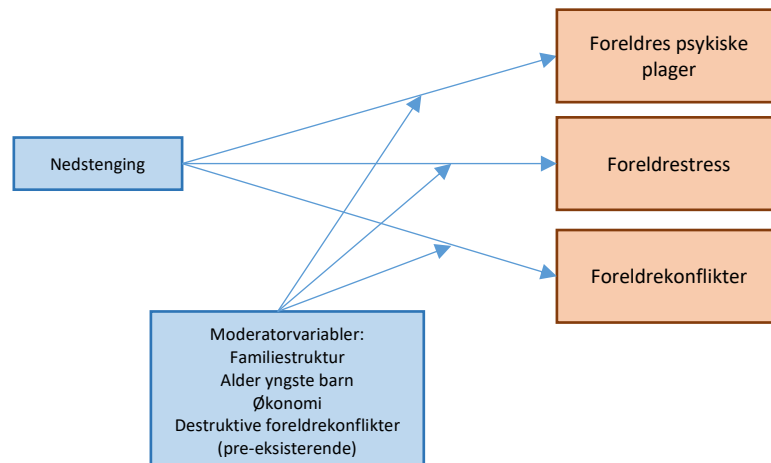 Foreldres psykiske
plager
Nedstenging
Foreldrestress
Foreldrekonflikter
Moderatorvariabler:
Familiestruktur
Alder yngste barn
Økonomi
Destruktive foreldrekonflikter
(pre-eksisterende)